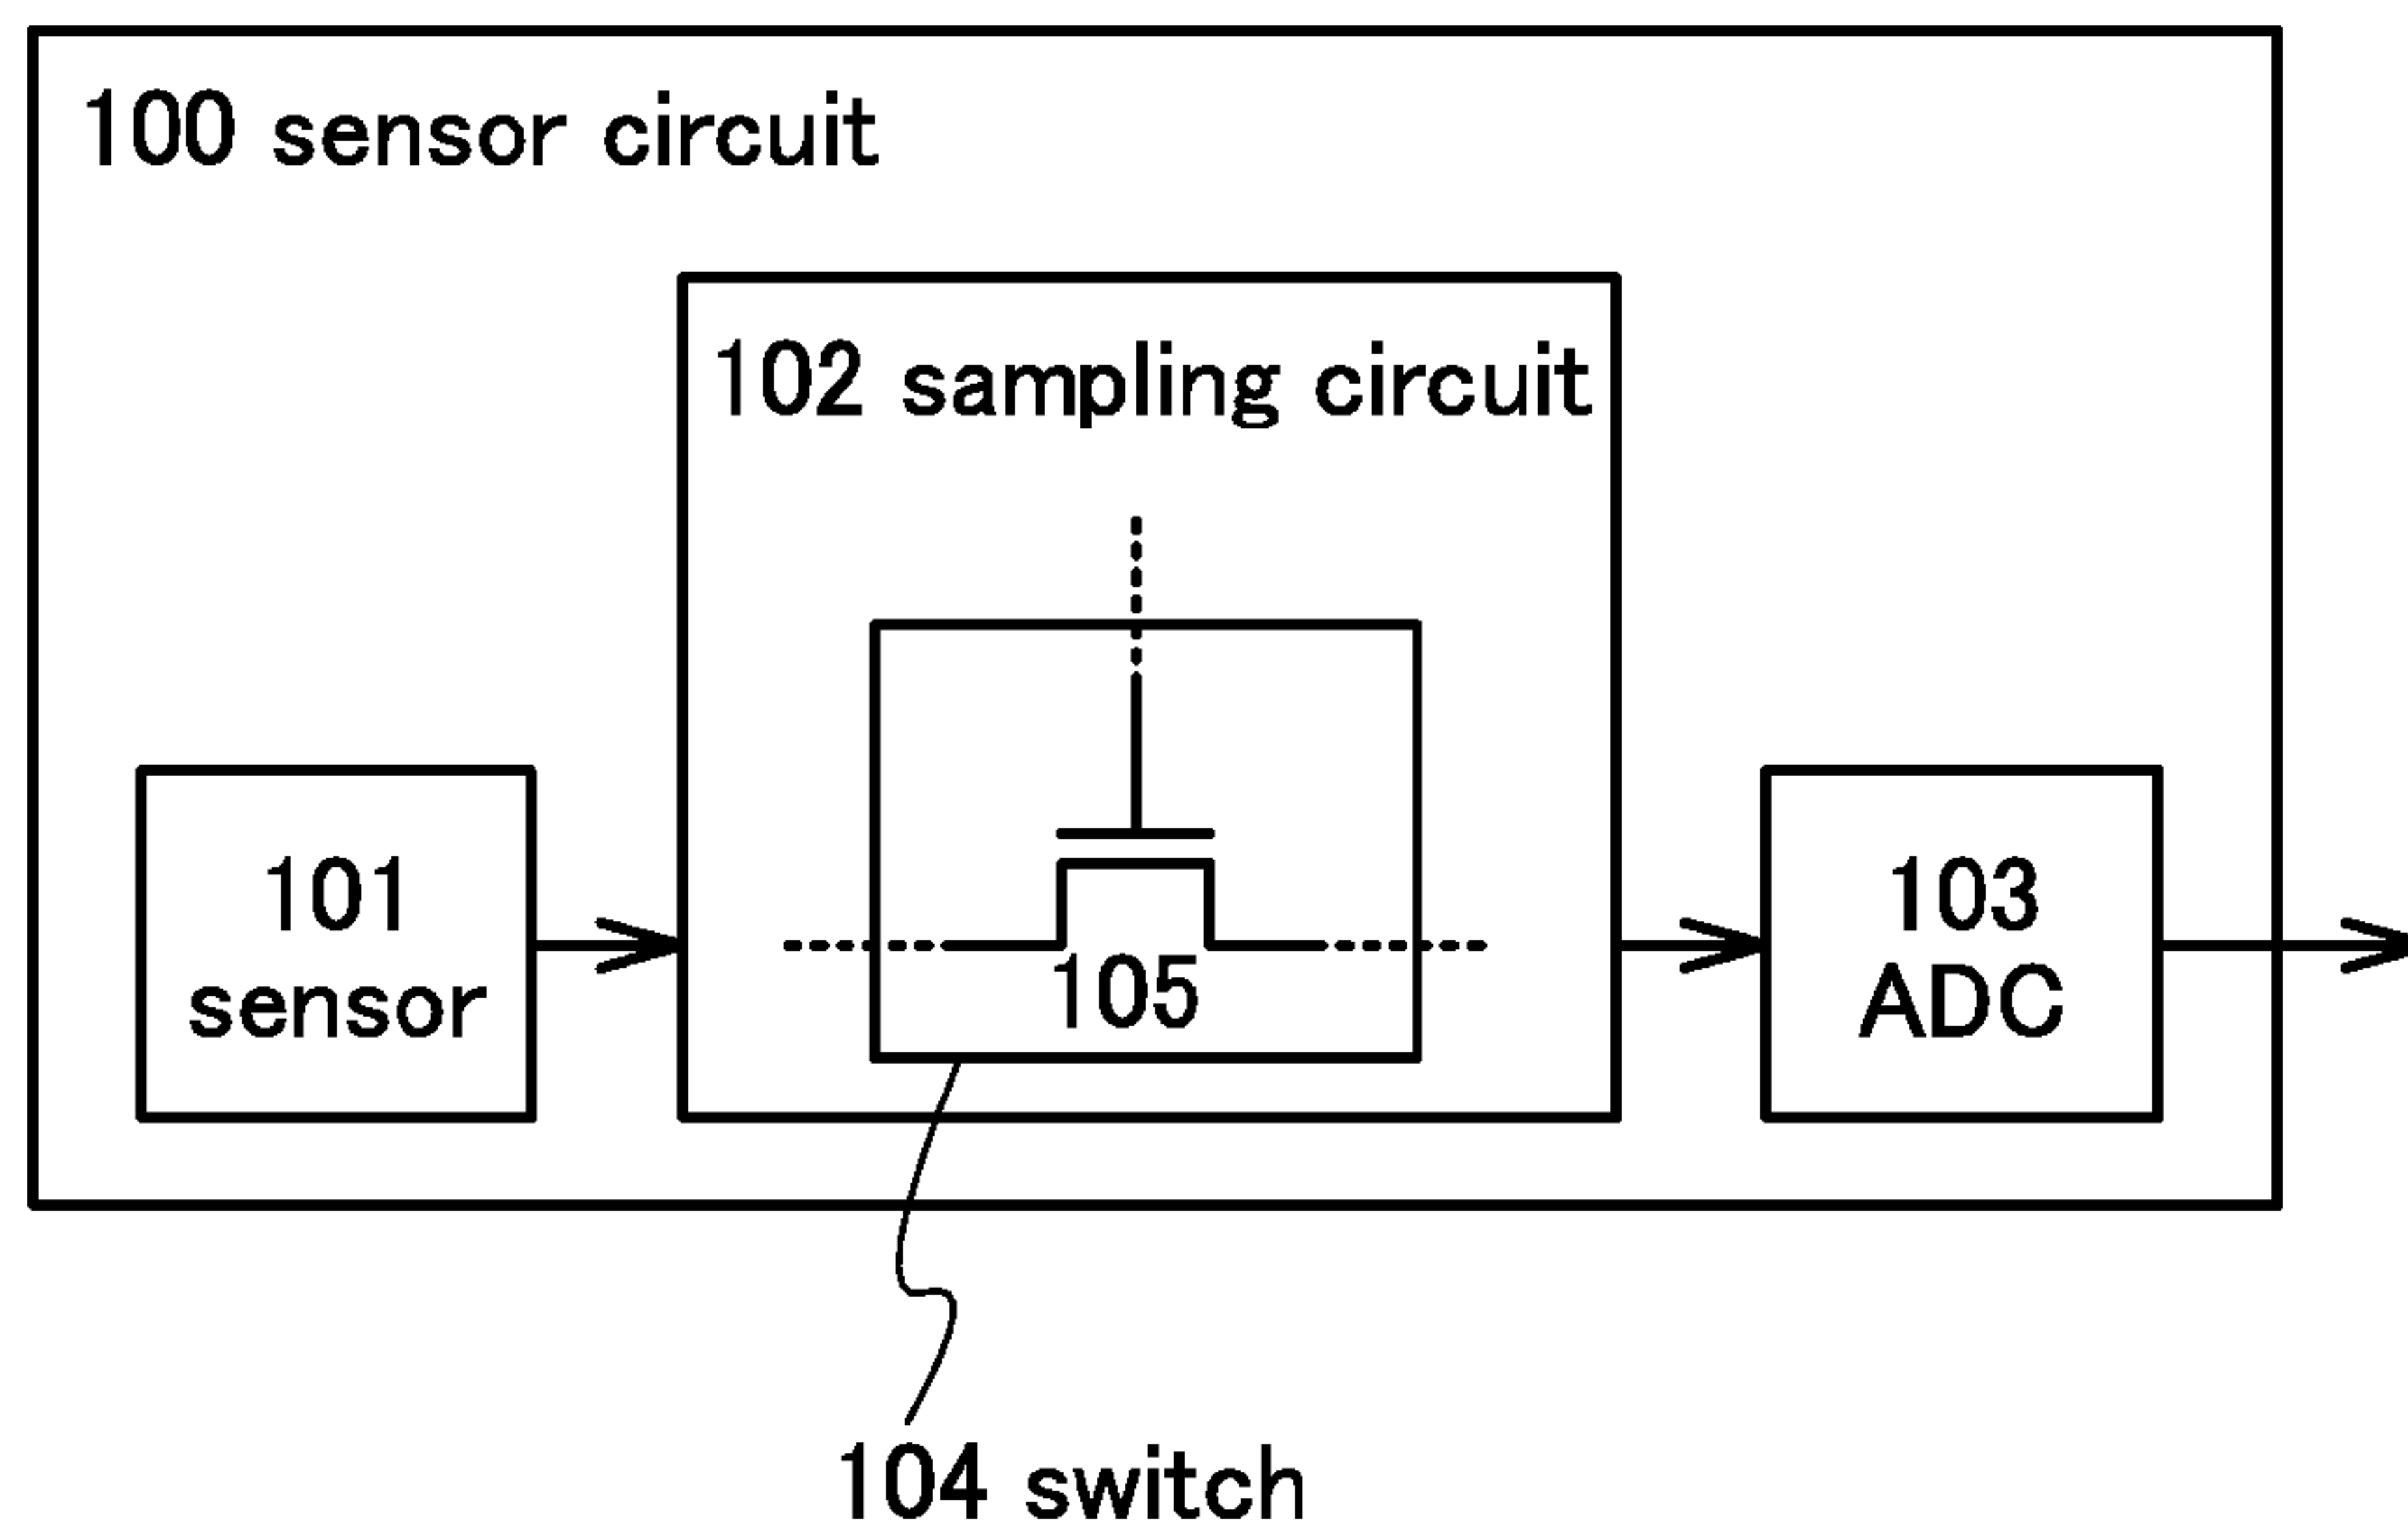 100 sensor circuit
102 sampling circuit
101
sensor
105
103
ADC
104 switch